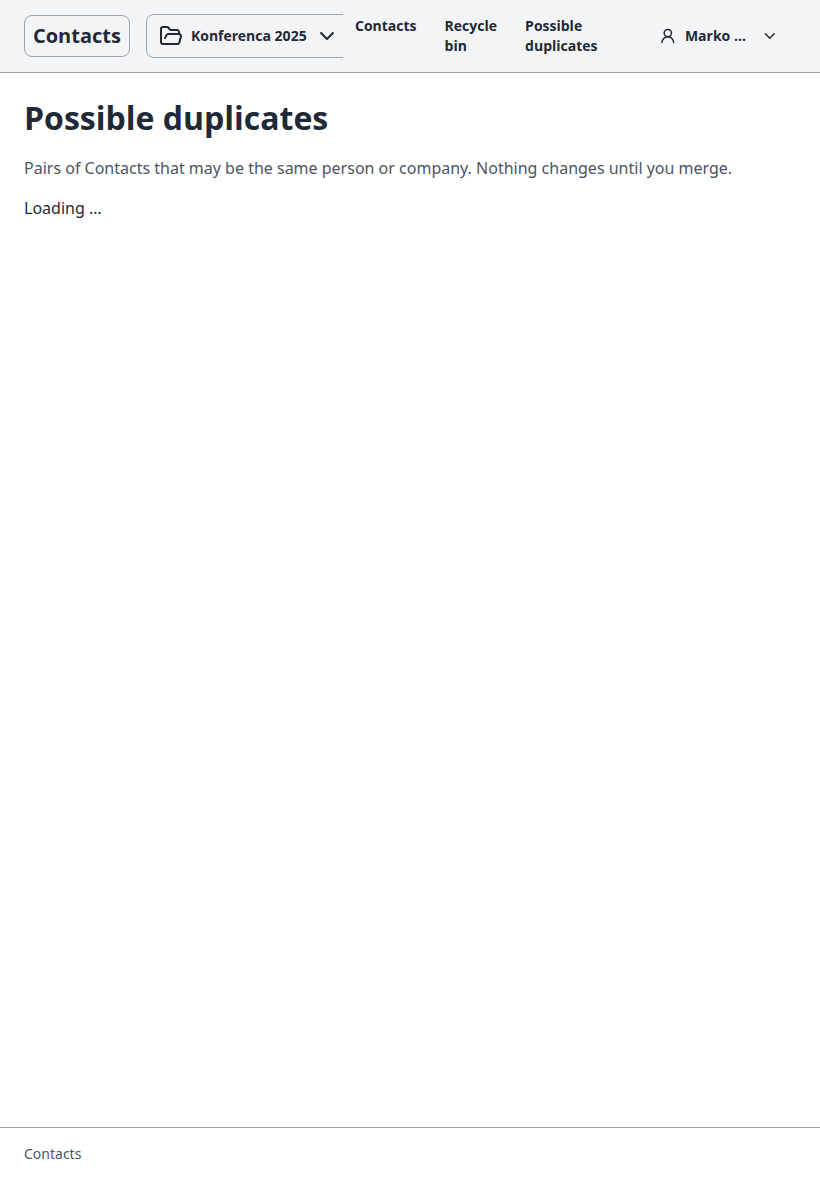 Contacts
Konferenca 2025
Contacts
Recycle
bin
Possible
duplicates
Marko ...
Possible duplicates
Pairs of Contacts that may be the same person or company. Nothing changes until you merge.
Loading ...
Contacts